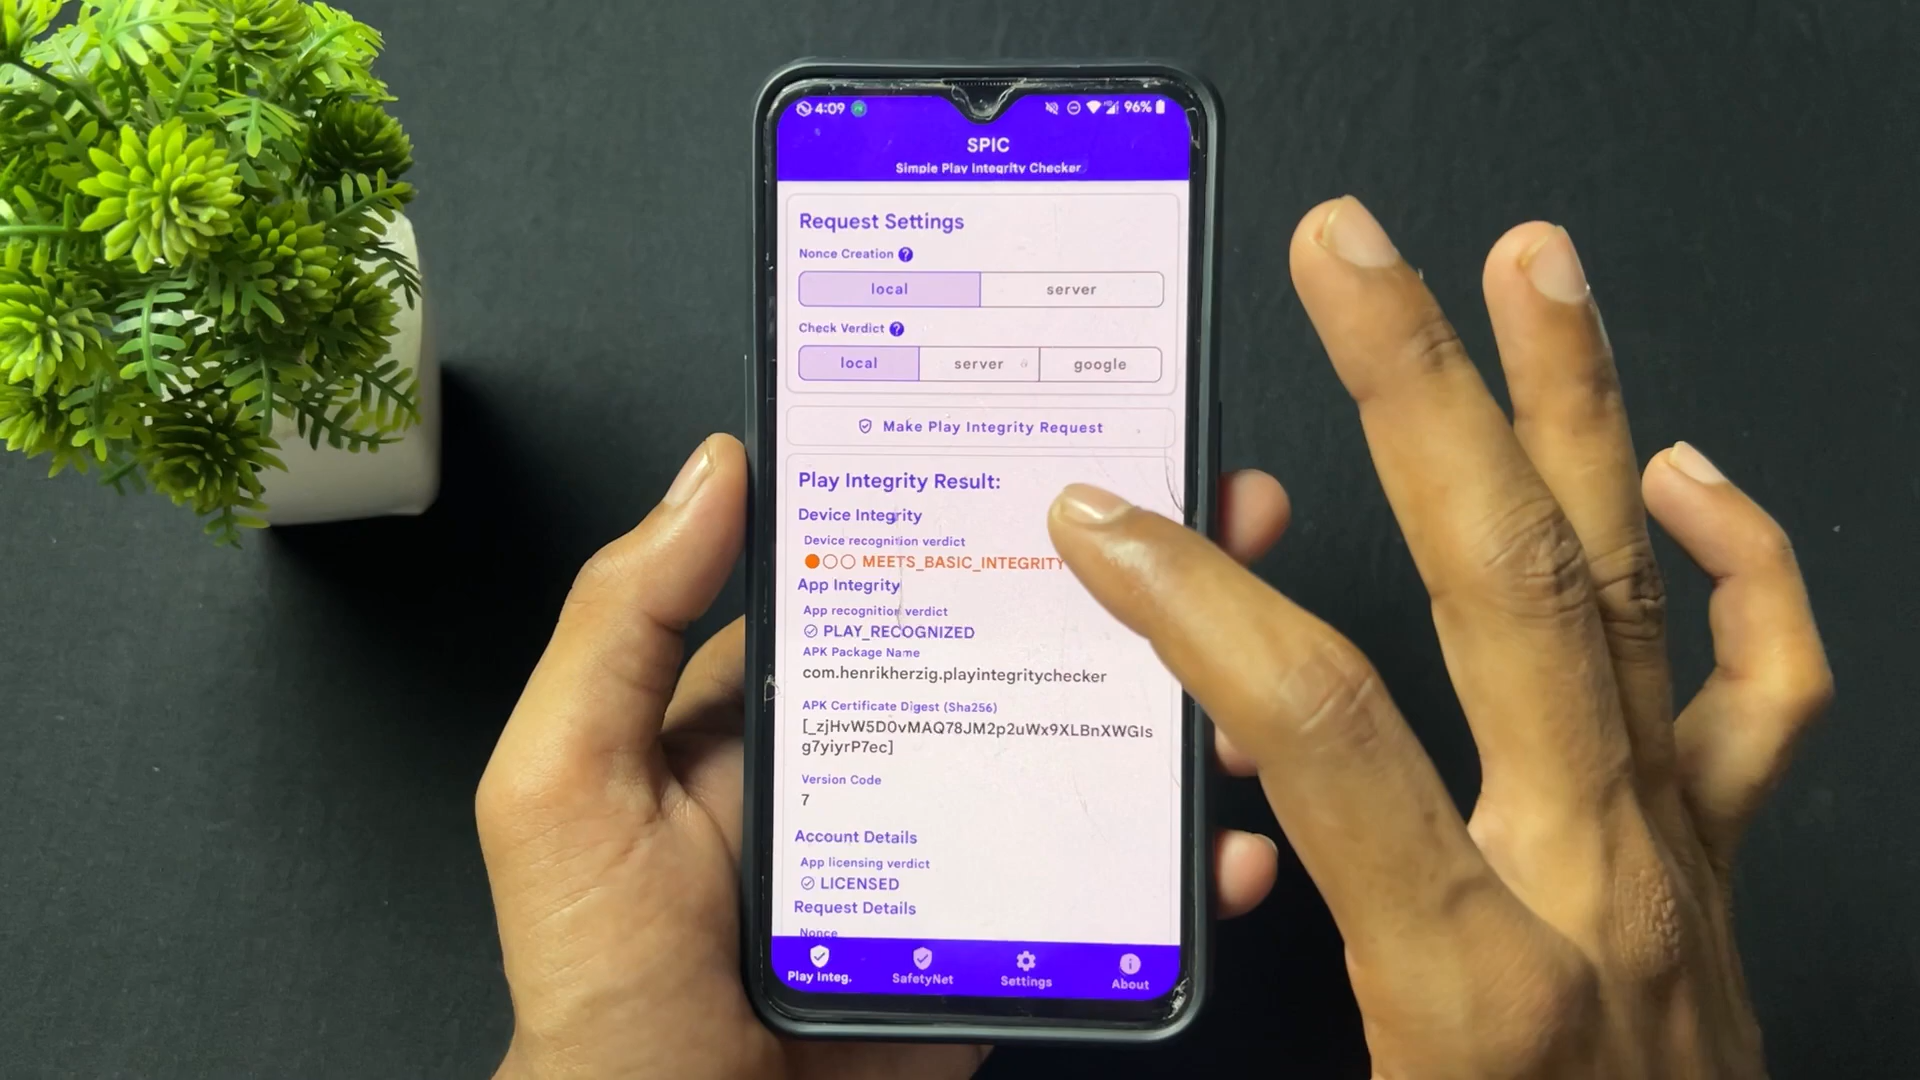 4:09
96%
SPIC
Simple Play Integrity Checker
Request Settings
Nonce Creation ?
local server
Check Verdict ?
local server google
Make Play Integrity Request
Play Integrity Result:
Device Integrity
Device recognition verdict
MEETS_BASIC_INTEGRITY
App Integrity
App recognition verdict
PLAY_RECOGNIZED
APK Package Name
com.henrikherzig.playintegritychecker
APK Certificate Digest (Sha256)
[_zjHvW5D0vMAQ78JM2p2uWx9XLBnXWGIs
g7yiyrP7ec]
Version Code
7
Account Details
App licensing verdict
LICENSED
Request Details
Nonce
Play Integ. SafetyNet Settings About